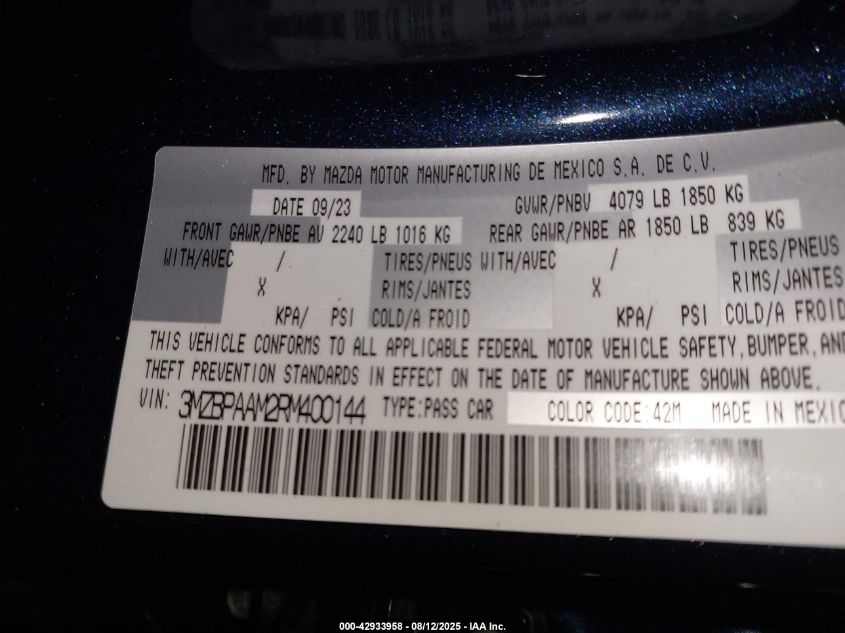 MFD. BY MAZDA MOTOR MANUFACTURING DE MEXICO S.A. DE C.V.
DATE 09/23 GVWR/PNBV 4079 LB 1850 KG
FRONT GAWR/PNBE AV 2240 LB 1016 KG REAR GAWR/PNBE AR 1850 LB 839 KG
WITH/AVEC / TIRES/PNEUS WITH/AVEC / TIRES/PNEUS
X RIMS/JANTES X RIMS/JANTES
KPA/ PSI COLD/A FROID KPA/ PSI COLD/A FROID
THIS VEHICLE CONFORMS TO ALL APPLICABLE FEDERAL MOTOR VEHICLE SAFETY, BUMPER, AND
THEFT PREVENTION STANDARDS IN EFFECT ON THE DATE OF MANUFACTURE SHOWN ABOVE.
VIN: 3MZBPAAM2RM400144 TYPE:PASS CAR COLOR CODE:42M MADE IN MEXICO
000-42933958 - 08/12/2025 - IAA Inc.